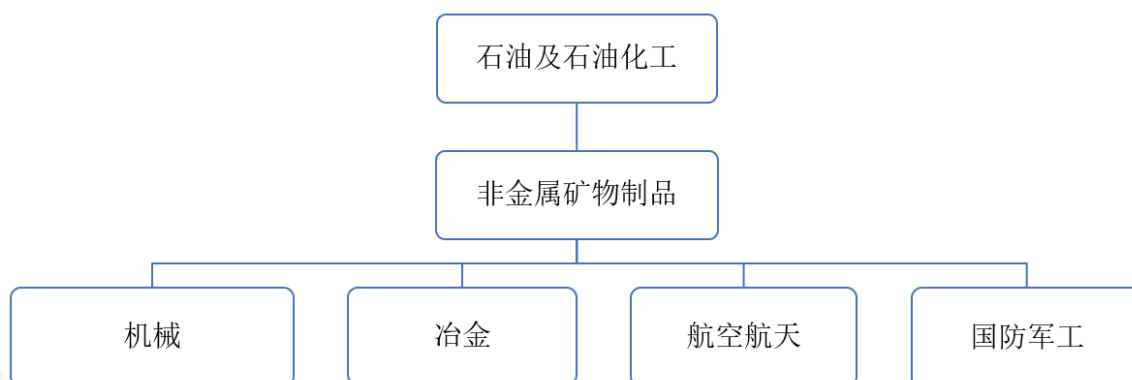 石油及石油化工
非金属矿物制品
机械
冶金
航空航天
国防军工